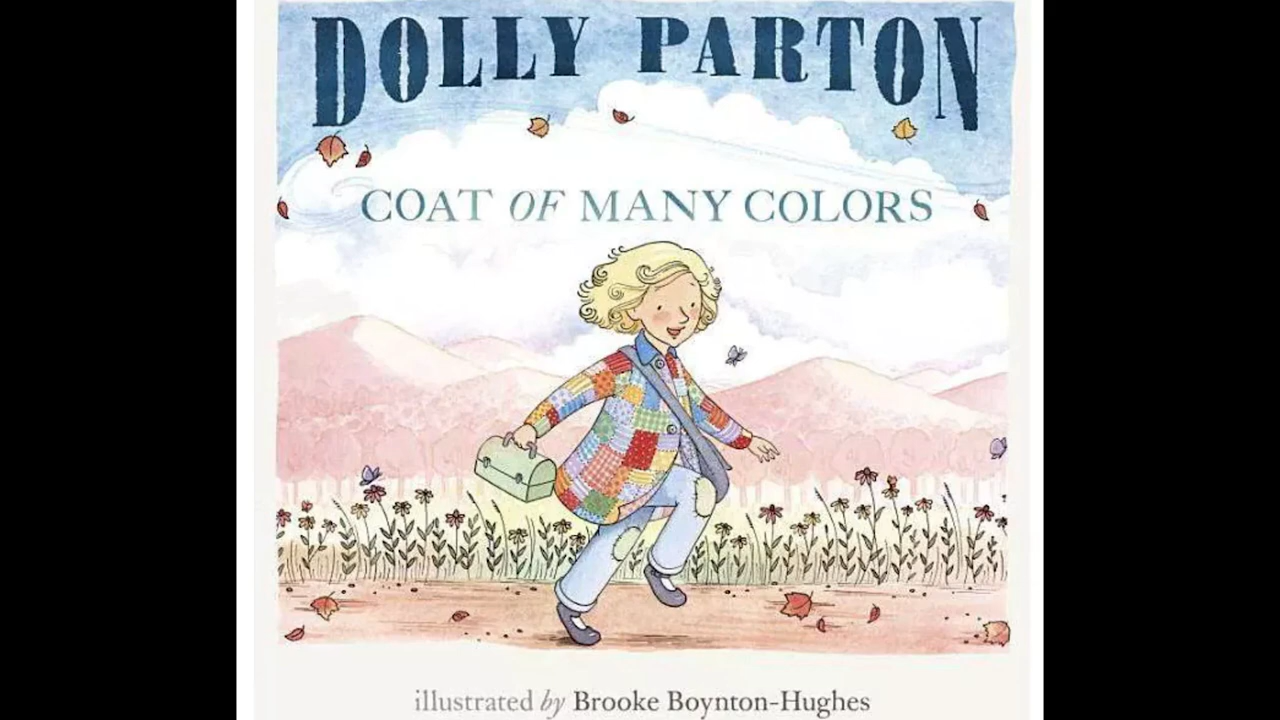 DOLLY PARTON
COAT OF MANY COLORS
illustrated by Brooke Boynton-Hughes